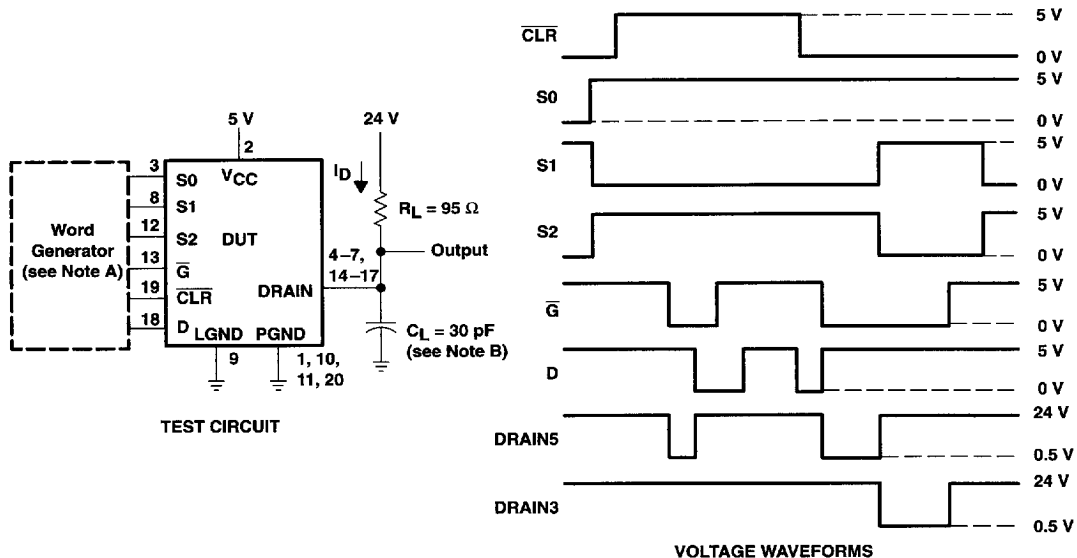 5 V
2
24 V
Word
Generator
(see Note A)
3
8
12
13
19
18
S0
S1
S2
G̅
C̅L̅R̅
D
VCC
DUT
DRAIN
LGND
PGND
9
1, 10,
11, 20
4–7,
14–17
ID
RL = 95 Ω
Output
CL = 30 pF
(see Note B)
TEST CIRCUIT
C̅L̅R̅
5 V
0 V
S0
5 V
0 V
S1
5 V
0 V
S2
5 V
0 V
G̅
5 V
0 V
D
5 V
0 V
DRAIN5
24 V
0.5 V
DRAIN3
24 V
0.5 V
VOLTAGE WAVEFORMS